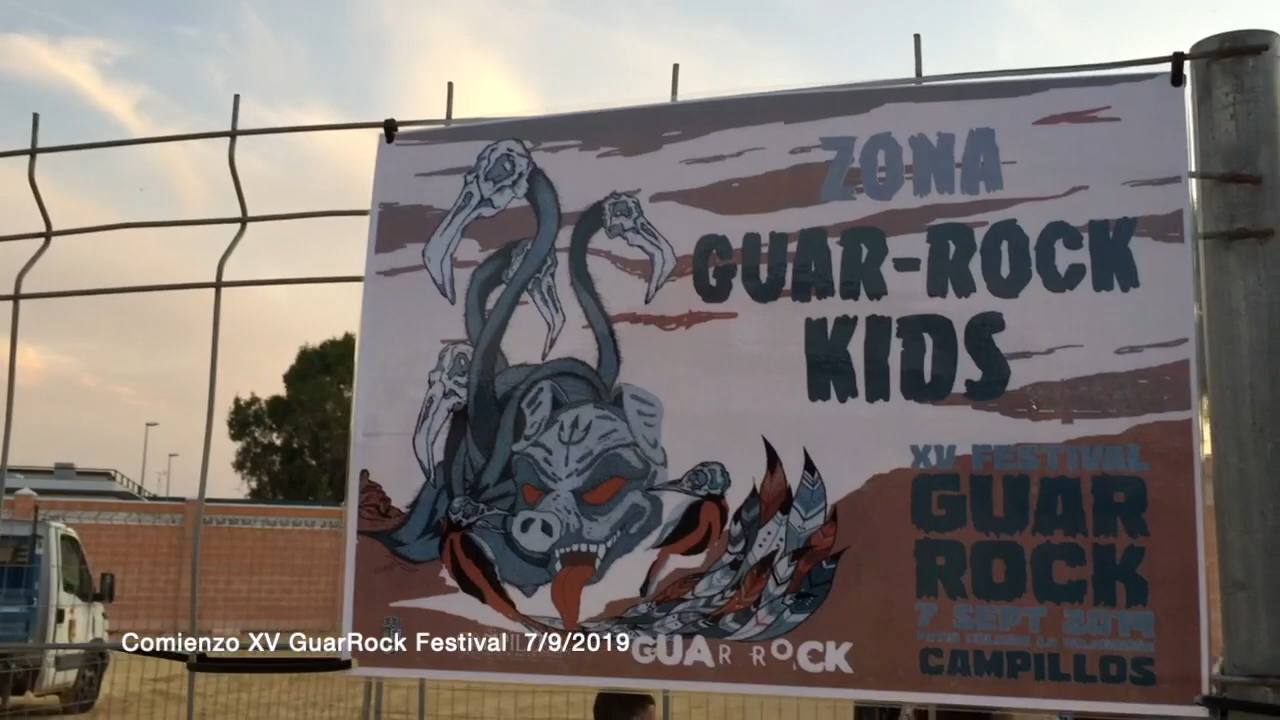 ZONA
GUAR-ROCK
KIDS
XV FESTIVAL
GUAR
ROCK
7 SEPT 2019
CAMPILLOS
GUAR ROCK
Comienzo XV GuarRock Festival 7/9/2019